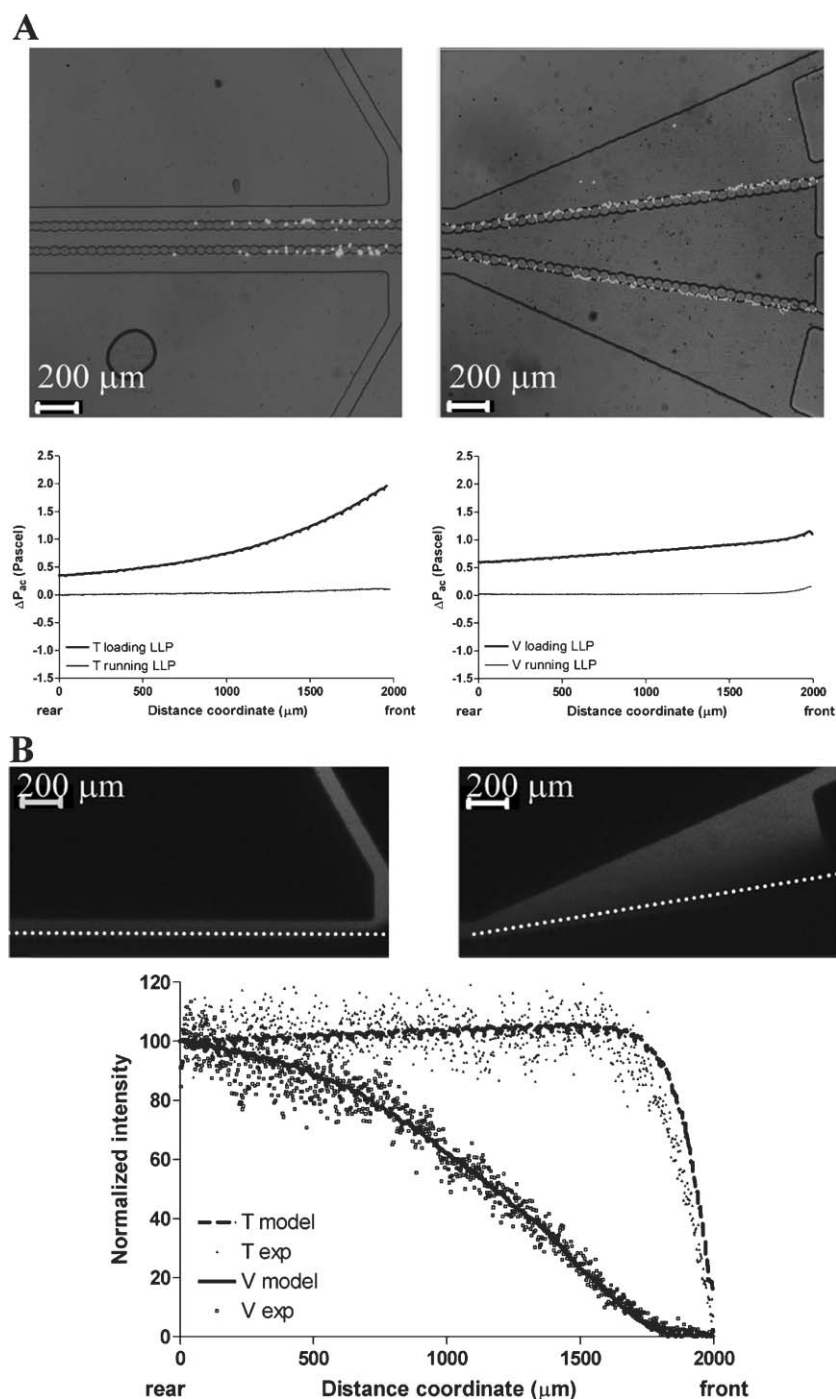 A
200 μm
200 μm
2.5
2.0
1.5
1.0
0.5
0.0
-0.5
-1.0
-1.5
ΔPac (Pascel)
T loading LLP
T running LLP
0 500 1000 1500 2000
rear Distance coordinate (μm) front
2.5
2.0
1.5
1.0
0.5
0.0
-0.5
-1.0
-1.5
ΔPac (Pascel)
V loading LLP
V running LLP
0 500 1000 1500 2000
rear Distance coordinate (μm) front
B
200 μm
200 μm
120
100
80
60
40
20
0
Normalized intensity
T model
T exp
V model
V exp
0 500 1000 1500 2000
rear Distance coordinate (μm) front